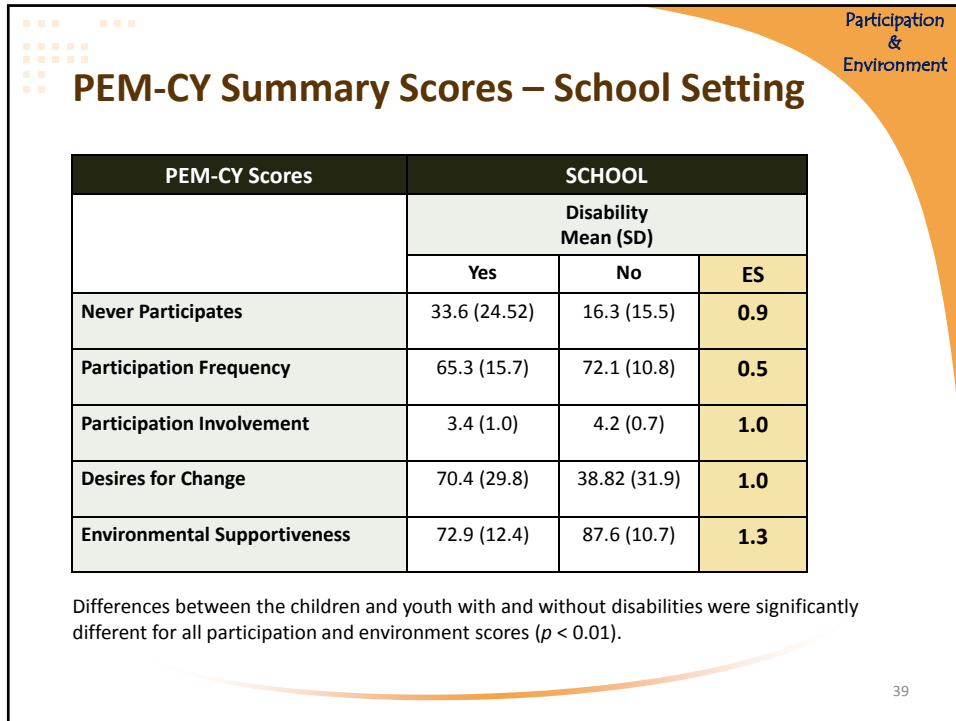 Participation
&
Environment
PEM-CY Summary Scores – School Setting
PEM-CY Scores SCHOOL
Disability
Mean (SD)
Yes No ES
Never Participates 33.6 (24.52) 16.3 (15.5) 0.9
Participation Frequency 65.3 (15.7) 72.1 (10.8) 0.5
Participation Involvement 3.4 (1.0) 4.2 (0.7) 1.0
Desires for Change 70.4 (29.8) 38.82 (31.9) 1.0
Environmental Supportiveness 72.9 (12.4) 87.6 (10.7) 1.3
Differences between the children and youth with and without disabilities were significantly
different for all participation and environment scores (p < 0.01).
39